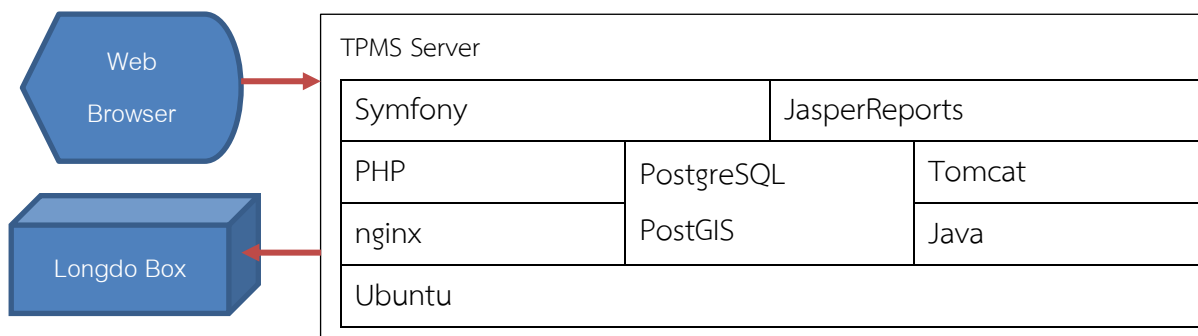 Web
Browser
Longdo Box
TPMS Server
Symfony
JasperReports
PHP
PostgreSQL
PostGIS
Tomcat
nginx
Java
Ubuntu